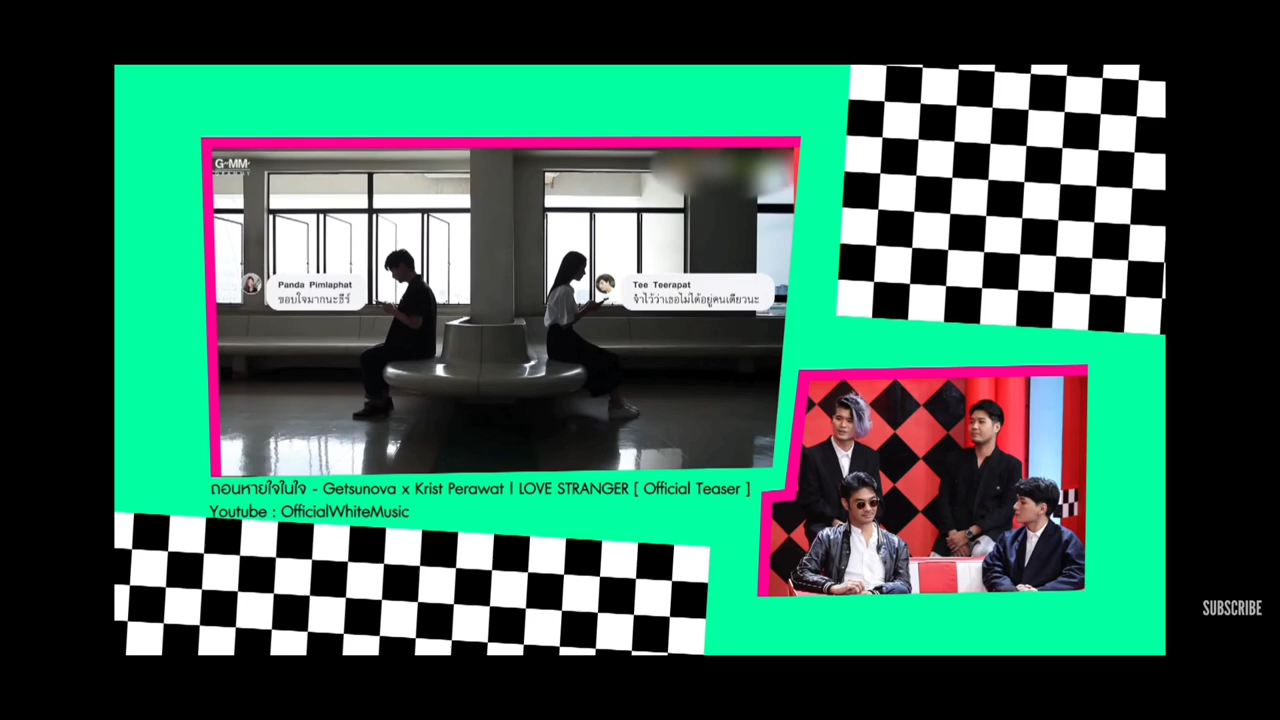 GMM
Panda Pimlaphat
ขอบใจมากนะธีร์
Tee Teerapat
จำไว้ว่าเธอไม่ได้อยู่คนเดียวนะ
ถอนหายใจในใจ - Getsunova x Krist Perawat | LOVE STRANGER [ Official Teaser ]
Youtube : OfficialWhiteMusic
SUBSCRIBE